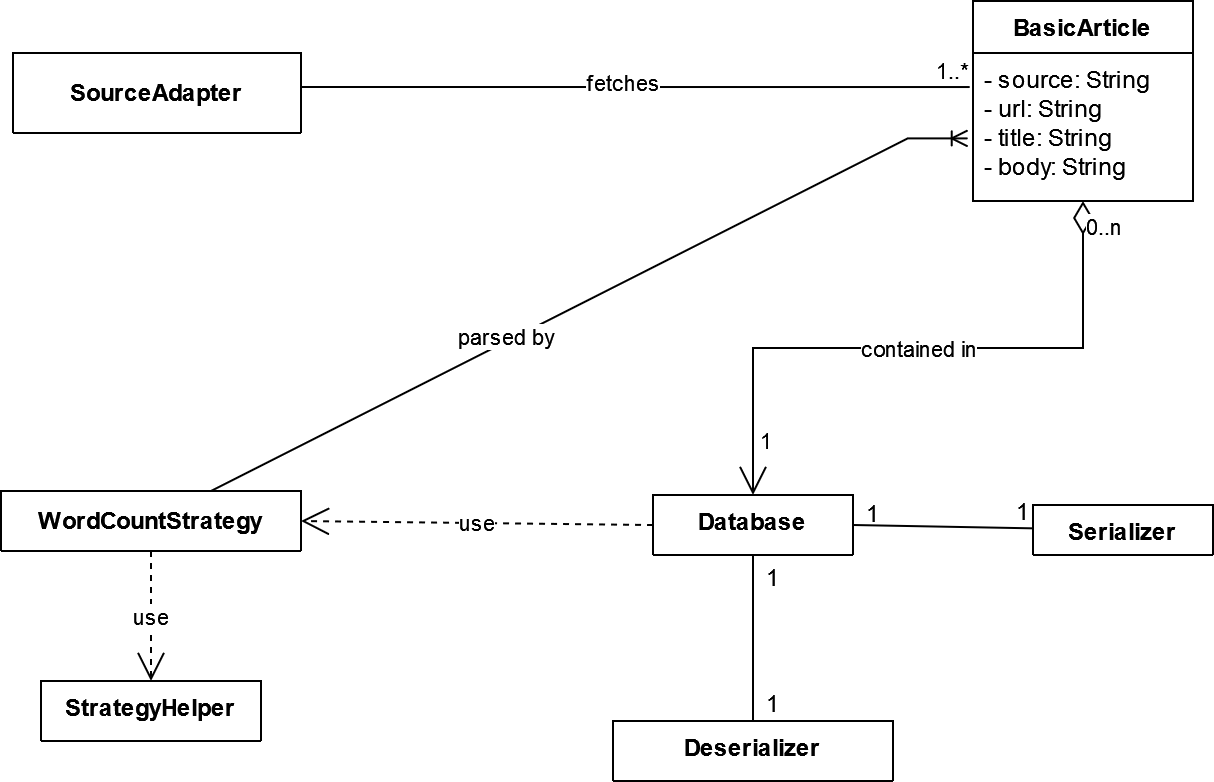 BasicArticle
SourceAdapter
fetches
1..*
- source: String
- url: String
- title: String
- body: String
0..n
parsed by
contained in
1
WordCountStrategy
use
Database
1
1
Serializer
1
use
StrategyHelper
1
Deserializer